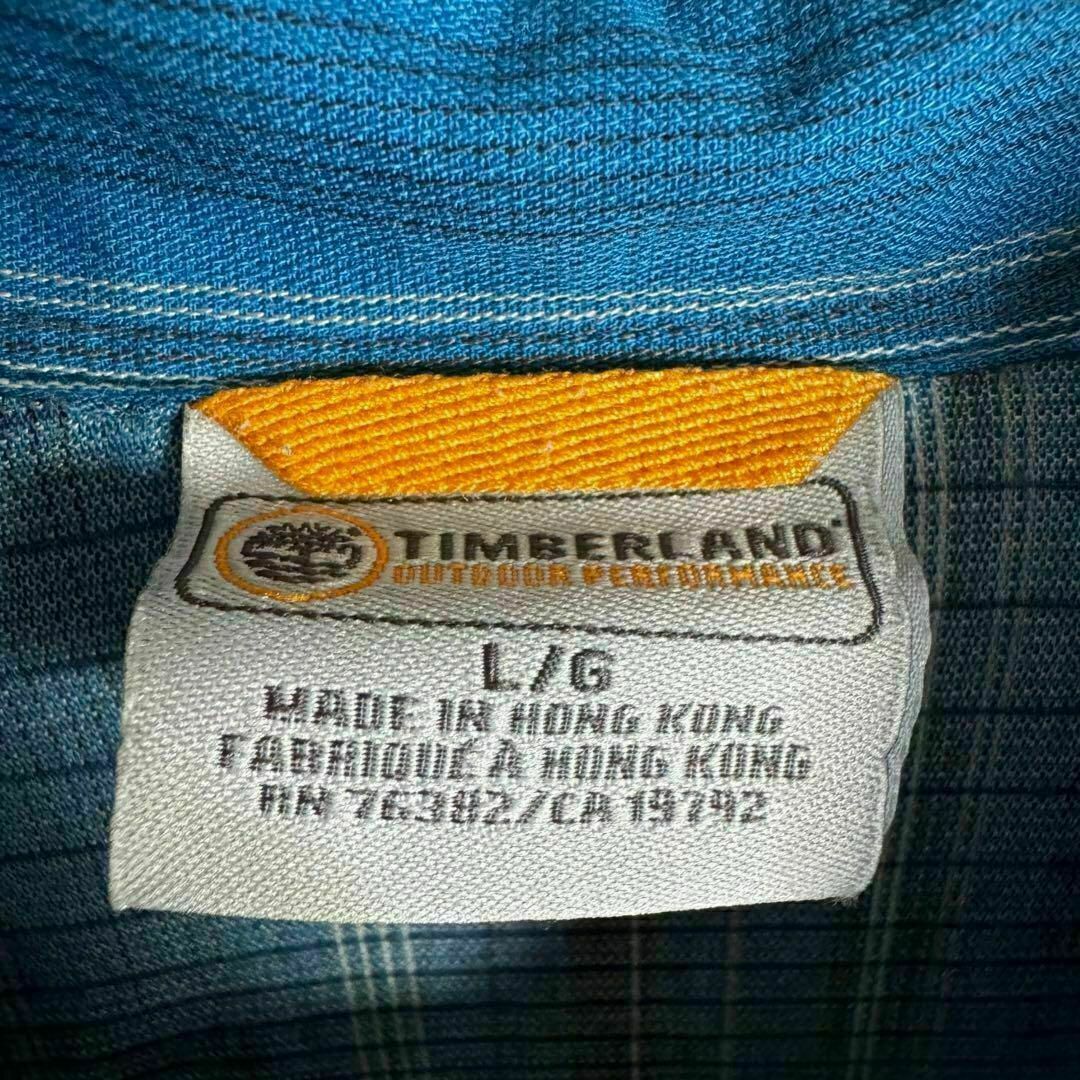 TIMBERLAND®
OUTDOOR PERFORMANCE
L/G
MADE IN HONG KONG
FABRIQUÉ À HONG KONG
RN 76382/CA 19792